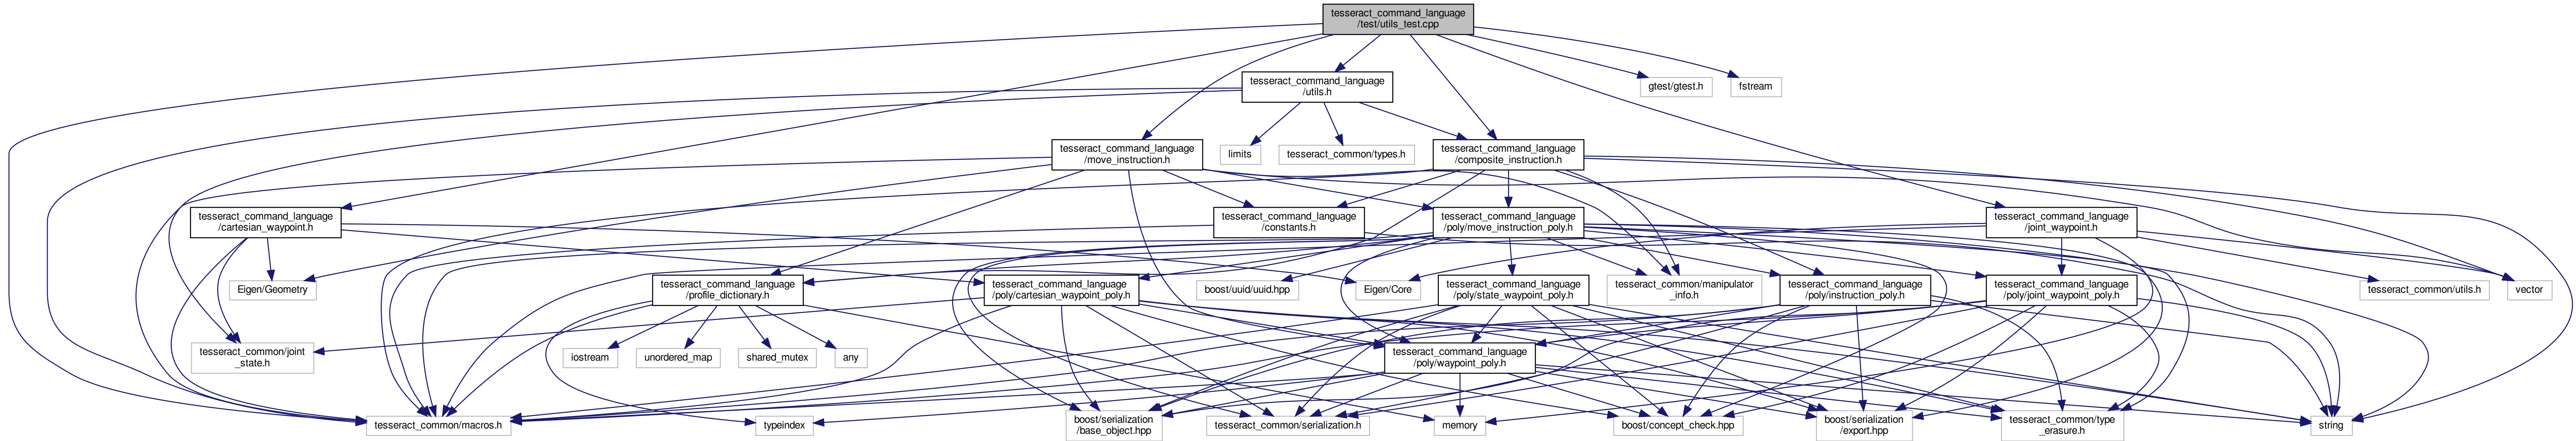 tesseract_command_language
/test/utils_test.cpp
tesseract_command_language
/utils.h
gtest/gtest.h
fstream
tesseract_command_language
/move_instruction.h
limits
tesseract_common/types.h
tesseract_command_language
/composite_instruction.h
tesseract_command_language
/cartesian_waypoint.h
tesseract_command_language
/constants.h
tesseract_command_language
/poly/move_instruction_poly.h
tesseract_command_language
/joint_waypoint.h
Eigen/Geometry
tesseract_command_language
/profile_dictionary.h
tesseract_command_language
/poly/cartesian_waypoint_poly.h
boost/uuid/uuid.hpp
Eigen/Core
tesseract_command_language
/poly/state_waypoint_poly.h
tesseract_common/manipulator
_info.h
tesseract_command_language
/poly/instruction_poly.h
tesseract_command_language
/poly/joint_waypoint_poly.h
tesseract_common/utils.h
vector
tesseract_common/joint
_state.h
iostream
unordered_map
shared_mutex
any
tesseract_command_language
/poly/waypoint_poly.h
tesseract_common/macros.h
typeindex
boost/serialization
/base_object.hpp
tesseract_common/serialization.h
memory
boost/concept_check.hpp
boost/serialization
/export.hpp
tesseract_common/type
_erasure.h
string